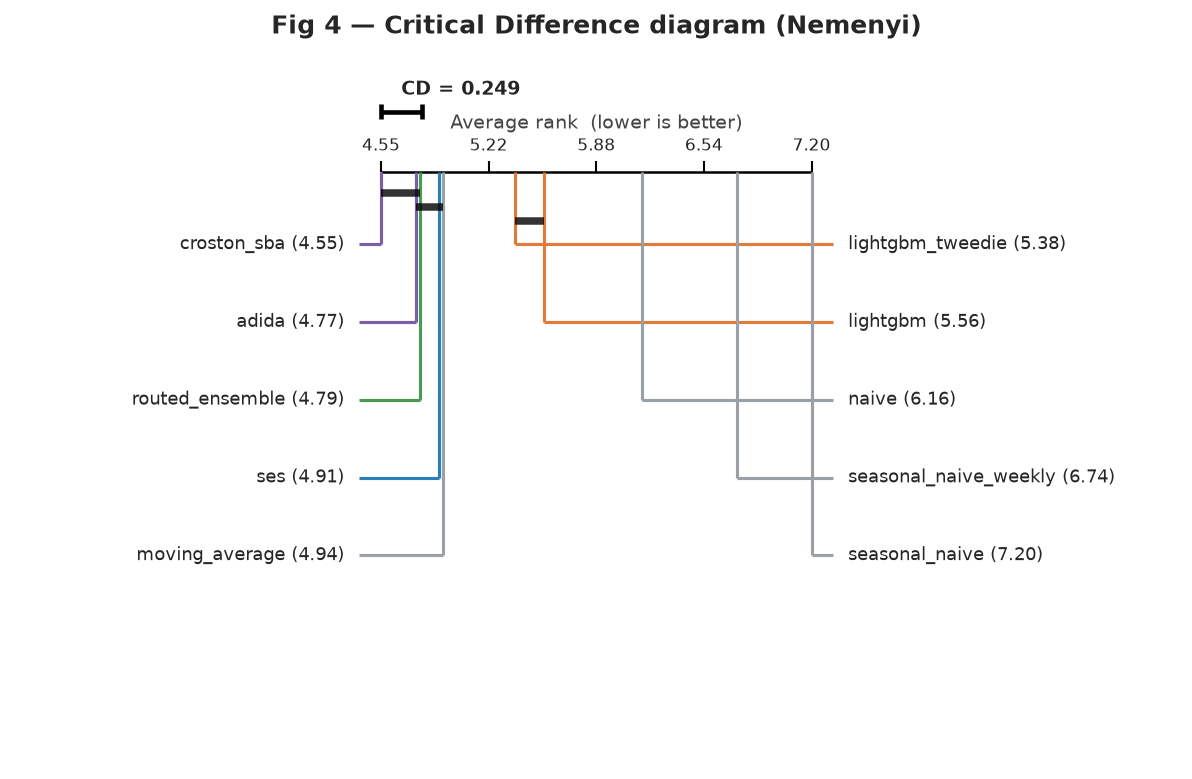 Fig 4 — Critical Difference diagram (Nemenyi)
CD = 0.249
Average rank  (lower is better)
4.55 5.22 5.88 6.54 7.20
croston_sba (4.55)
lightgbm_tweedie (5.38)
adida (4.77)
lightgbm (5.56)
routed_ensemble (4.79)
naive (6.16)
ses (4.91)
seasonal_naive_weekly (6.74)
moving_average (4.94)
seasonal_naive (7.20)